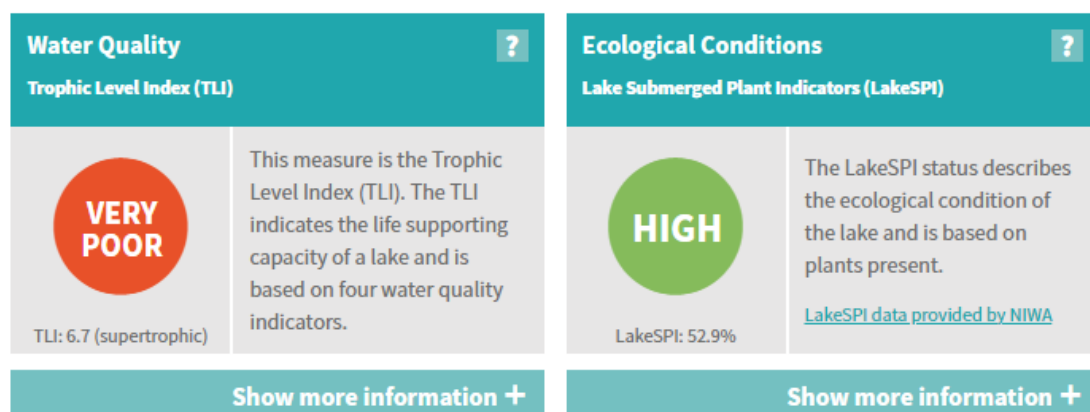 Water Quality
?
Trophic Level Index (TLI)
VERY
POOR
TLI: 6.7 (supertrophic)
This measure is the Trophic
Level Index (TLI). The TLI
indicates the life supporting
capacity of a lake and is
based on four water quality
indicators.
Show more information +
Ecological Conditions
?
Lake Submerged Plant Indicators (LakeSPI)
HIGH
LakeSPI: 52.9%
The LakeSPI status describes
the ecological condition of
the lake and is based on
plants present.
LakeSPI data provided by NIWA
Show more information +